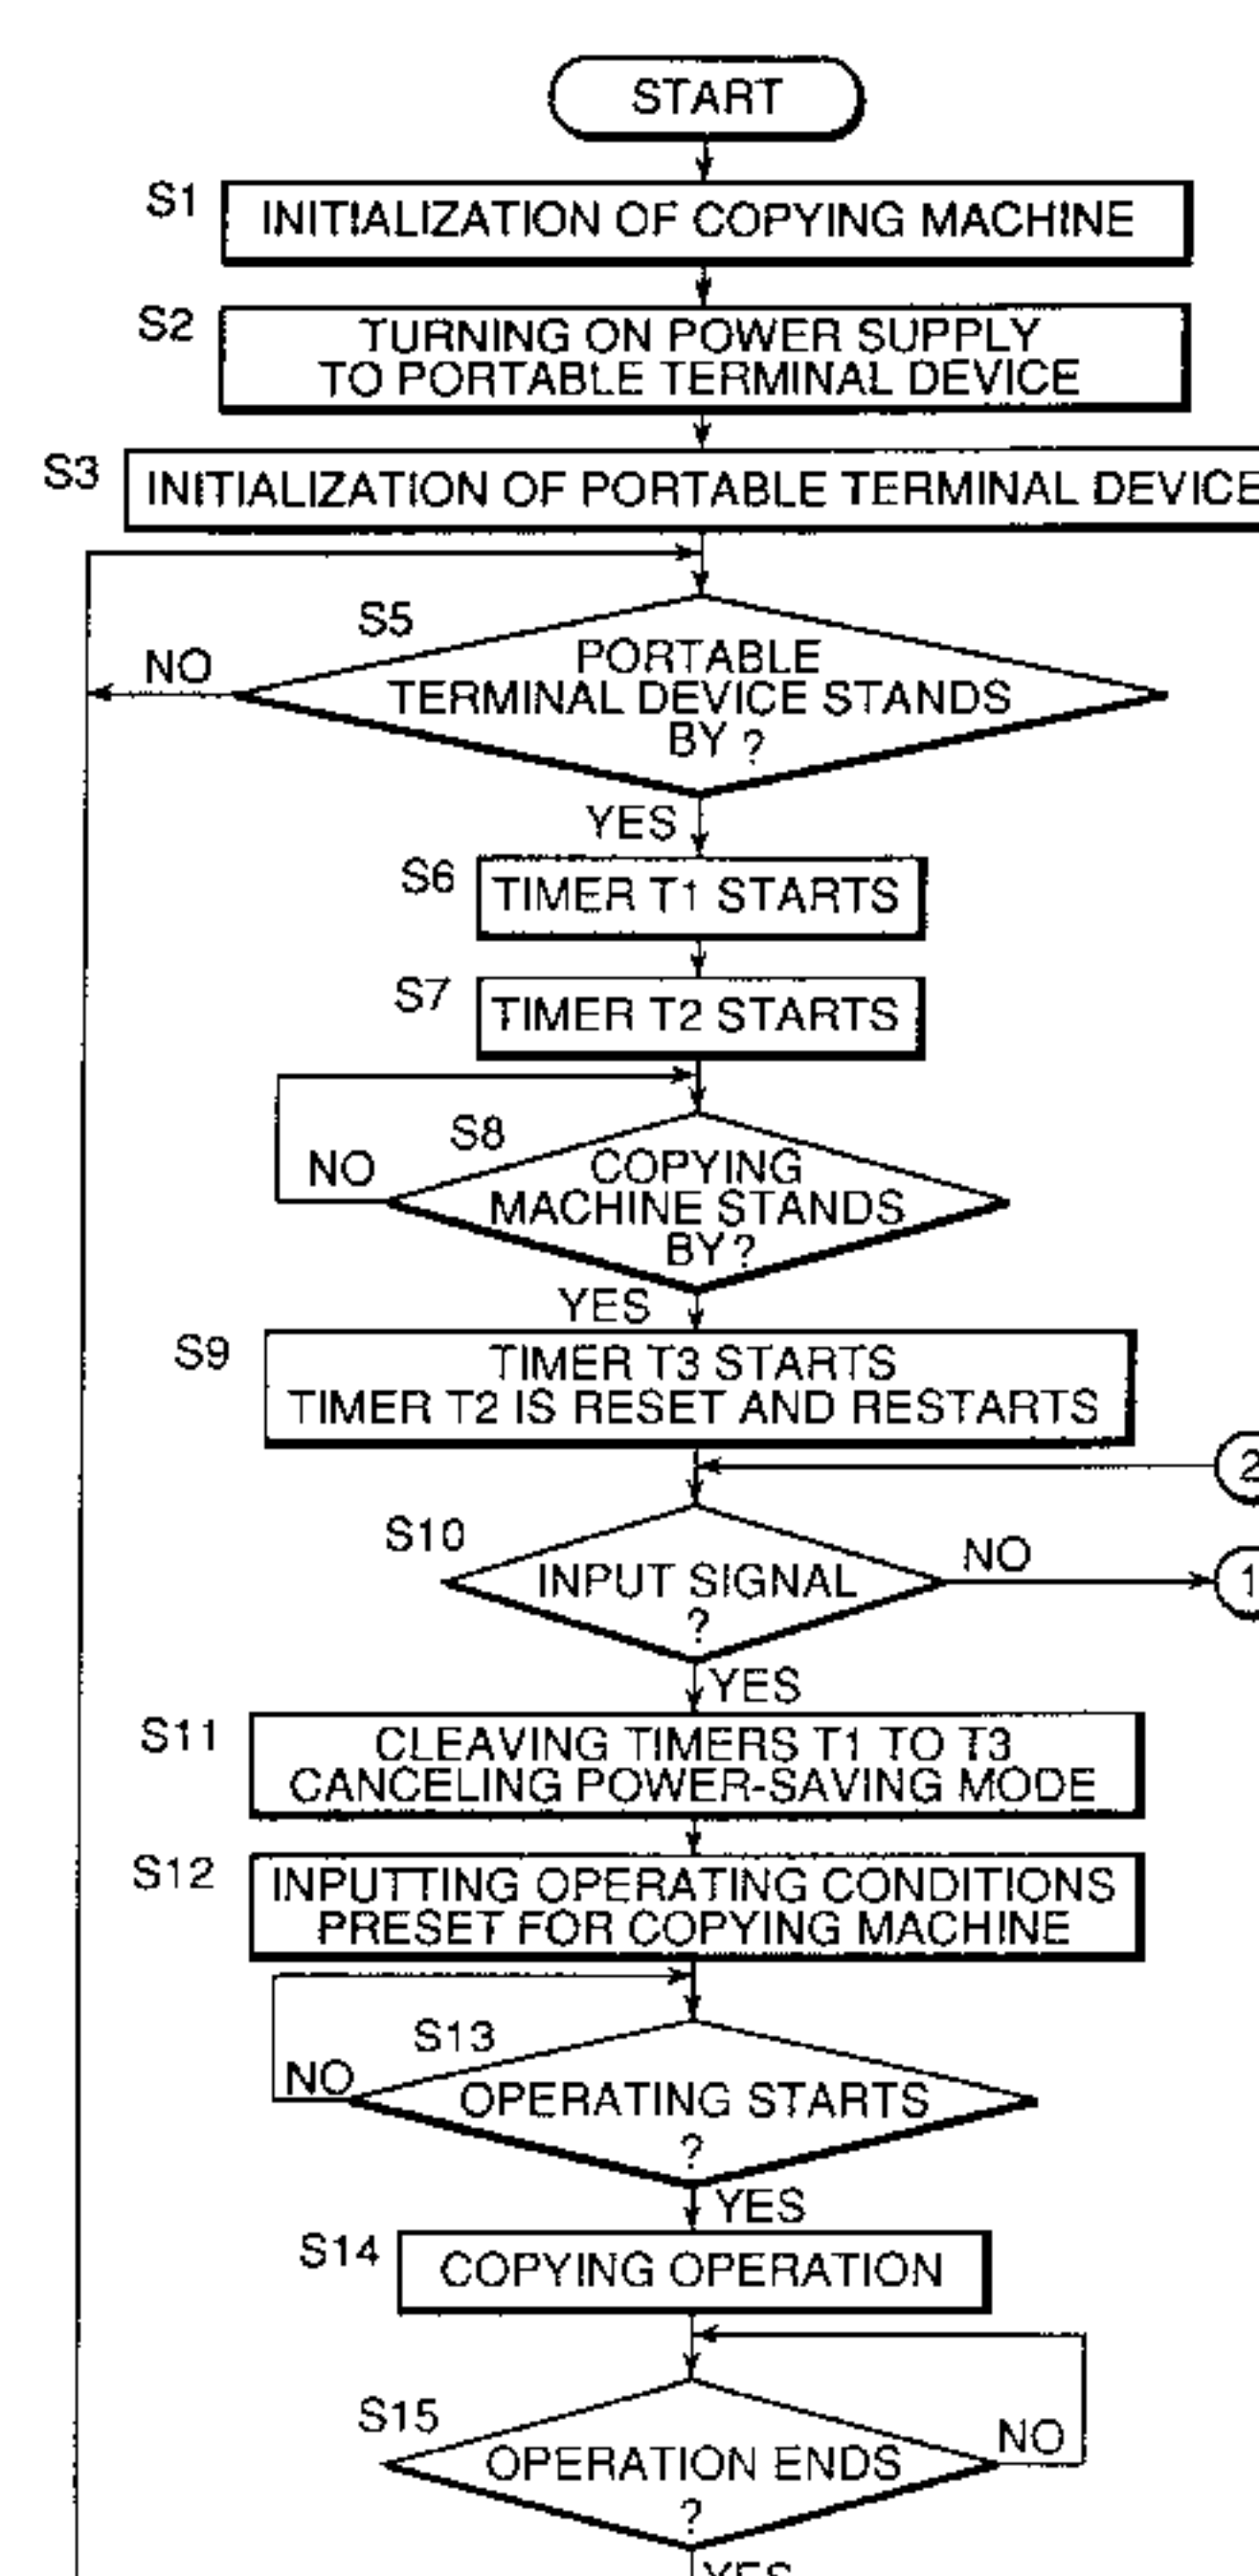 START
S1
INITIALIZATION OF COPYING MACHINE
S2
TURNING ON POWER SUPPLY
TO PORTABLE TERMINAL DEVICE
S3
INITIALIZATION OF PORTABLE TERMINAL DEVICE
S5
NO
PORTABLE
TERMINAL DEVICE STANDS
BY ?
YES
S6
TIMER T1 STARTS
S7
TIMER T2 STARTS
S8
NO
COPYING
MACHINE STANDS
BY?
YES
S9
TIMER T3 STARTS
TIMER T2 IS RESET AND RESTARTS
2
S10
INPUT SIGNAL
?
NO
1
YES
S11
CLEAVING TIMERS T1 TO T3
CANCELING POWER-SAVING MODE
S12
INPUTTING OPERATING CONDITIONS
PRESET FOR COPYING MACHINE
S13
NO
OPERATING STARTS
?
YES
S14
COPYING OPERATION
S15
OPERATION ENDS
?
NO
YES